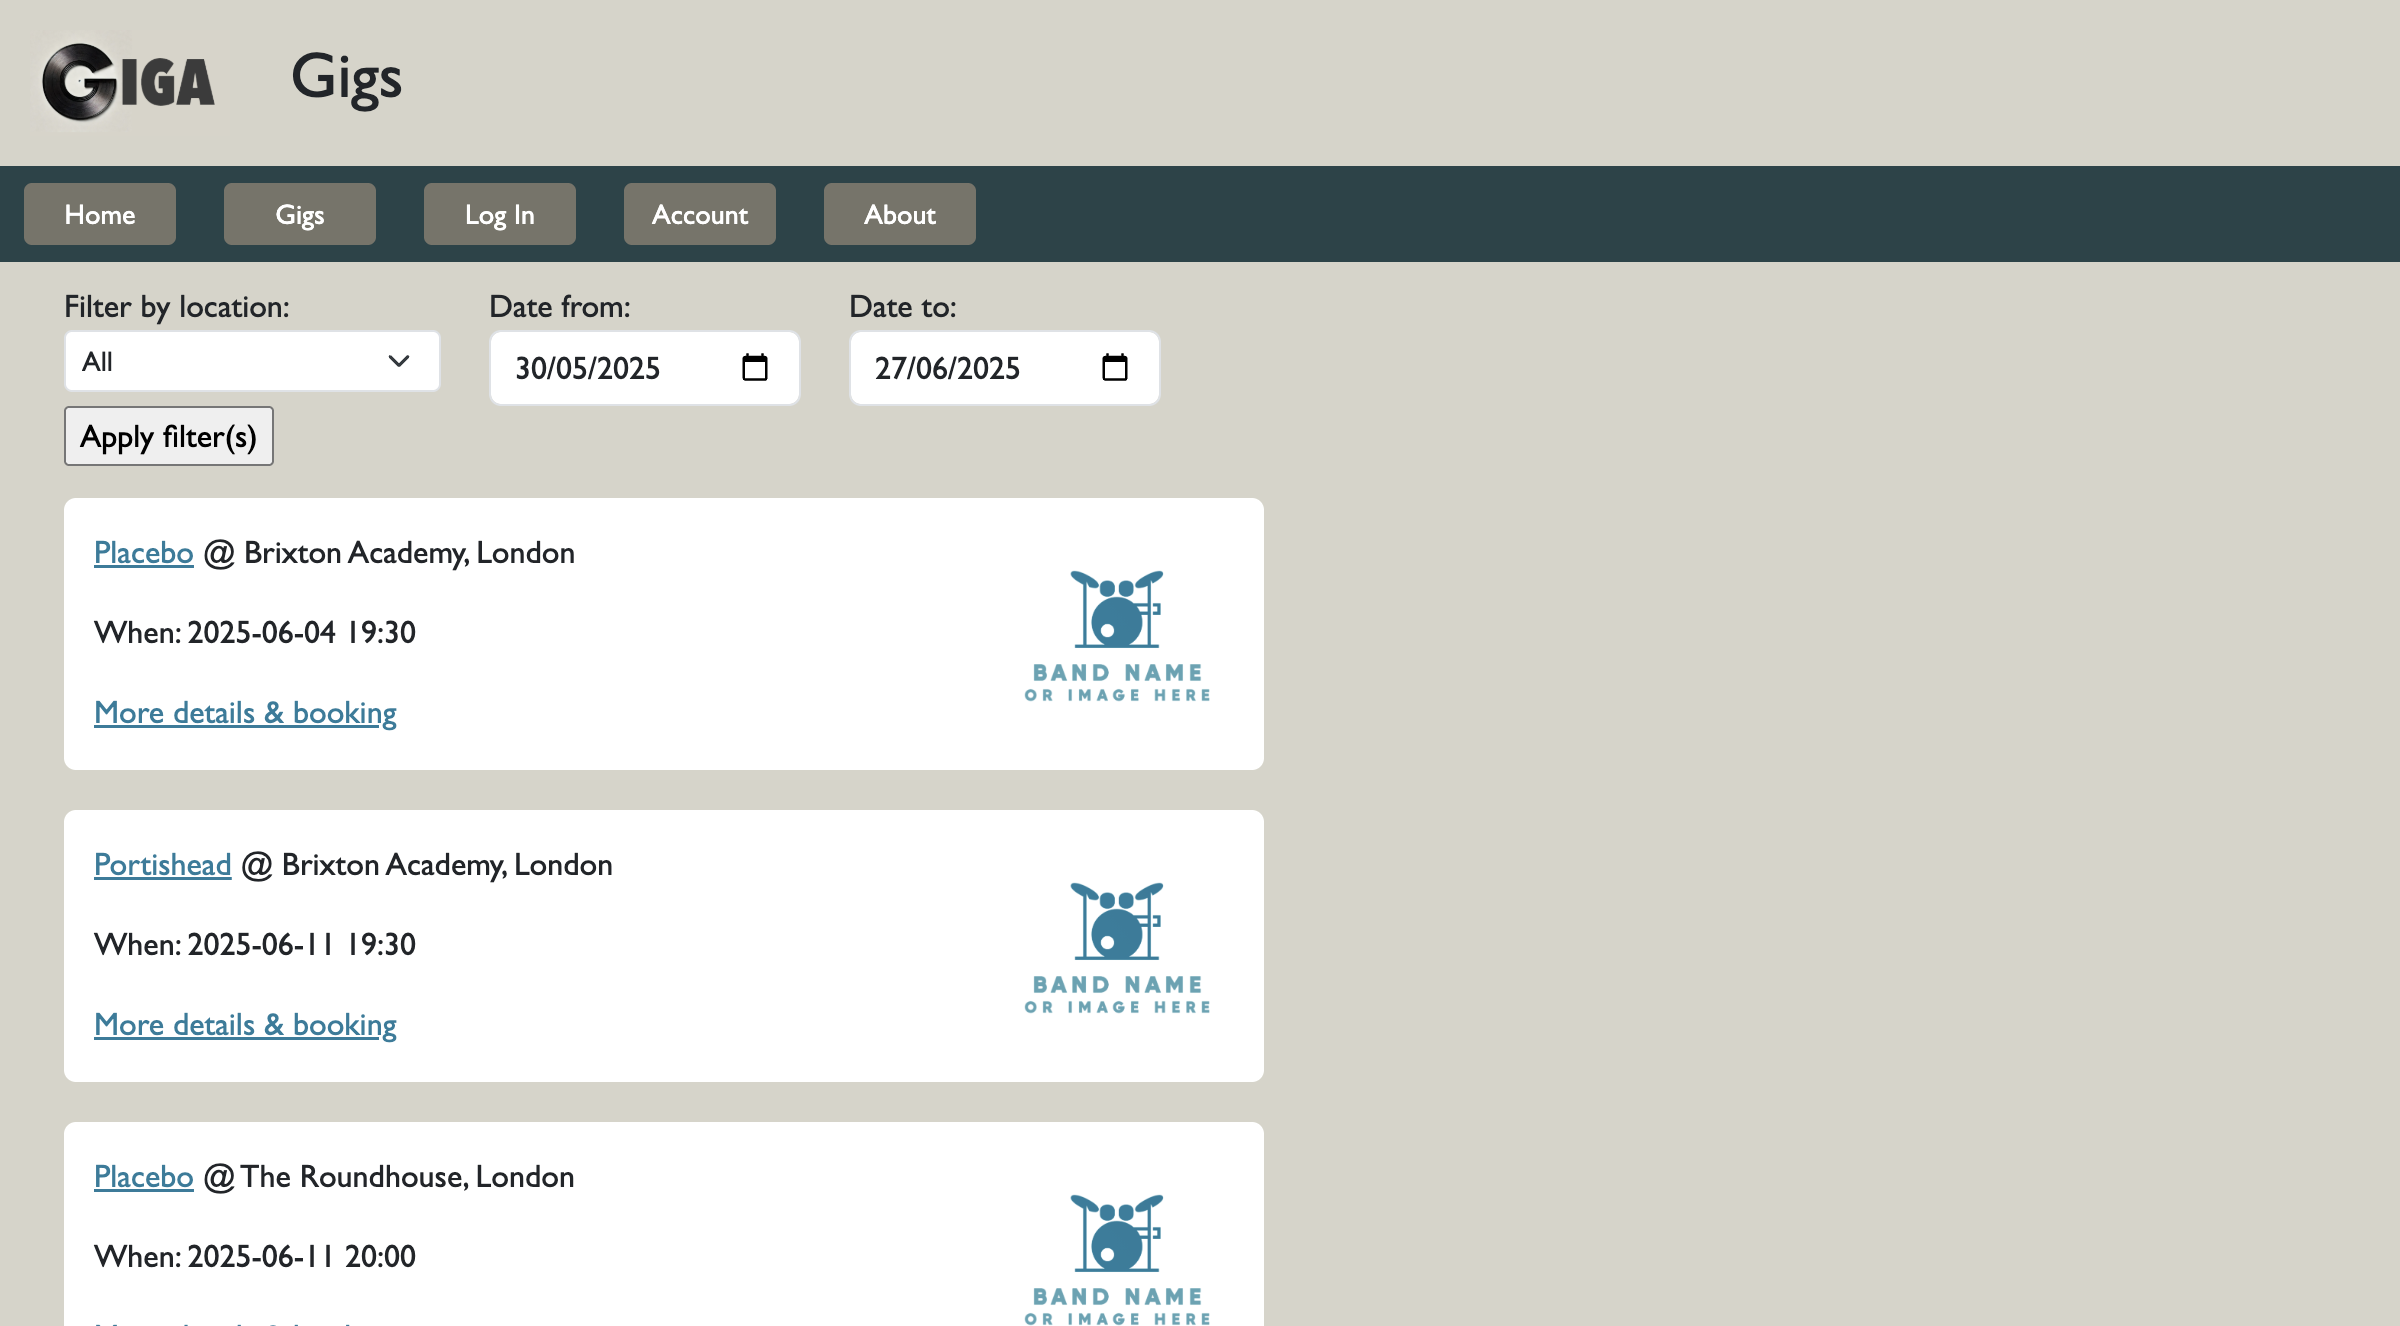 GIGA
Gigs
Home
Gigs
Log In
Account
About
Filter by location:
Date from:
Date to:
All
30/05/2025
27/06/2025
Apply filter(s)
Placebo @ Brixton Academy, London
When: 2025-06-04 19:30
More details & booking
BAND NAME
OR IMAGE HERE
Portishead @ Brixton Academy, London
When: 2025-06-11 19:30
More details & booking
BAND NAME
OR IMAGE HERE
Placebo @ The Roundhouse, London
When: 2025-06-11 20:00
BAND NAME
OR IMAGE HERE